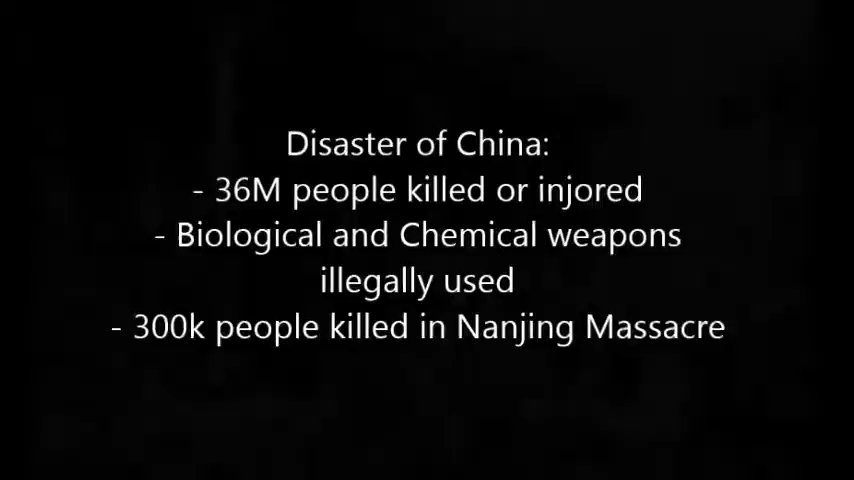 Disaster of China:
- 36M people killed or injored
- Biological and Chemical weapons
illegally used
- 300k people killed in Nanjing Massacre